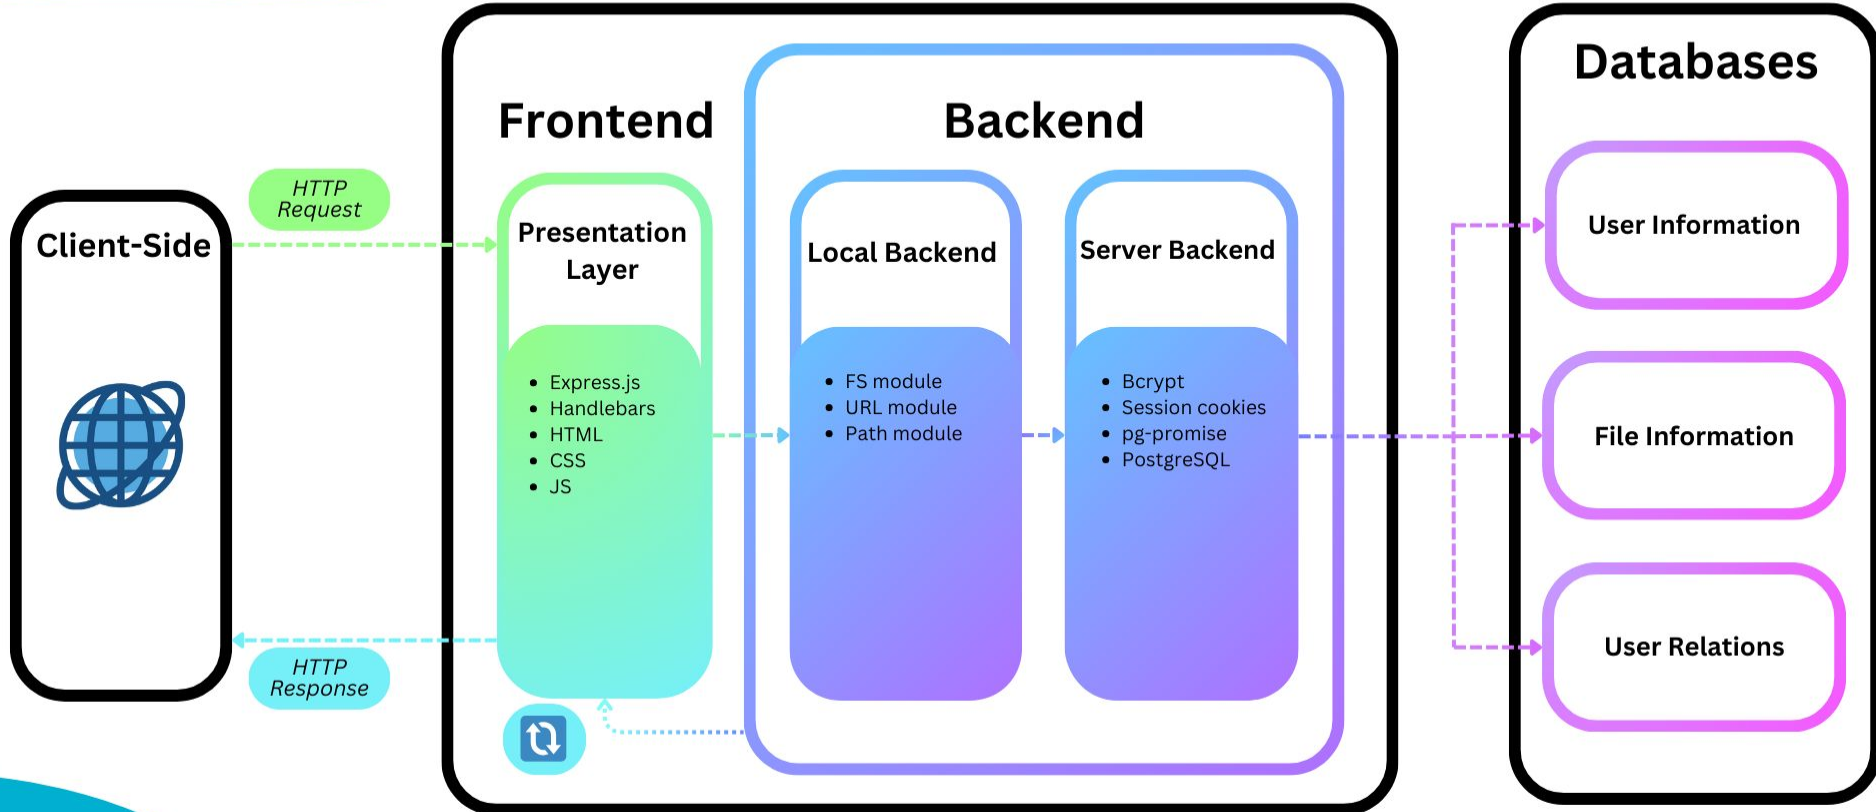 Client-Side
HTTP
Request
HTTP
Response
Frontend
Presentation
Layer
• Express.js
• Handlebars
• HTML
• CSS
• JS
Backend
Local Backend
• FS module
• URL module
• Path module
Server Backend
• Bcrypt
• Session cookies
• pg-promise
• PostgreSQL
Databases
User Information
File Information
User Relations